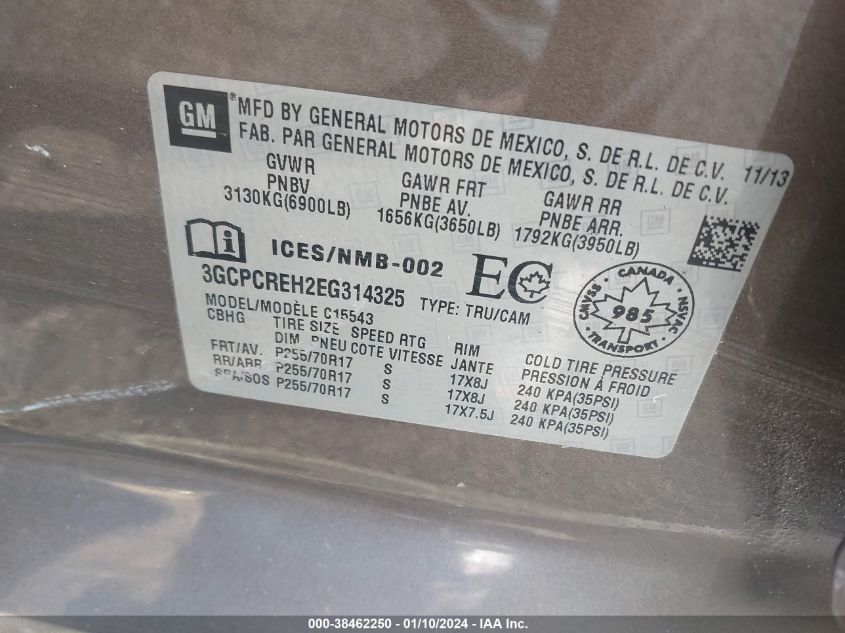 GM
®MFD BY GENERAL MOTORS DE MEXICO, S. DE R.L. DE C.V. 11/13
FAB. PAR GENERAL MOTORS DE MEXICO, S. DE R.L. DE C.V.
GVWR GAWR FRT GAWR RR
PNBV PNBE AV. PNBE ARR.
3130KG(6900LB) 1656KG(3650LB) 1792KG(3950LB)
ICES/NMB-002 EC
3GCPCREH2EG314325 TYPE: TRU/CAM
CANADA
CMVSS 985 NSVAC
TRANSPORT
MODEL/MODÈLE C15543
CBHG TIRE SIZE SPEED RTG RIM COLD TIRE PRESSURE
DIM PNEU COTE VITESSE JANTE PRESSION À FROID
FRT/AV. P255/70R17 S 17X8J 240 KPA(35PSI)
RR/ARR P255/70R17 S 17X8J 240 KPA(35PSI)
SPA/SOS P255/70R17 S 17X7.5J 240 KPA(35PSI)
000-38462250 - 01/10/2024 - IAA Inc.